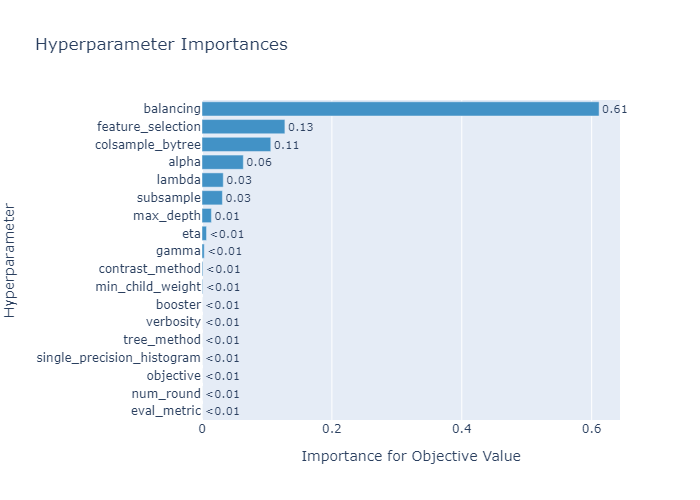 Hyperparameter Importances
Hyperparameter
balancing 0.61
feature_selection 0.13
colsample_bytree 0.11
alpha 0.06
lambda 0.03
subsample 0.03
max_depth 0.01
eta <0.01
gamma <0.01
contrast_method <0.01
min_child_weight <0.01
booster <0.01
verbosity <0.01
tree_method <0.01
single_precision_histogram <0.01
objective <0.01
num_round <0.01
eval_metric <0.01
0 0.2 0.4 0.6
Importance for Objective Value